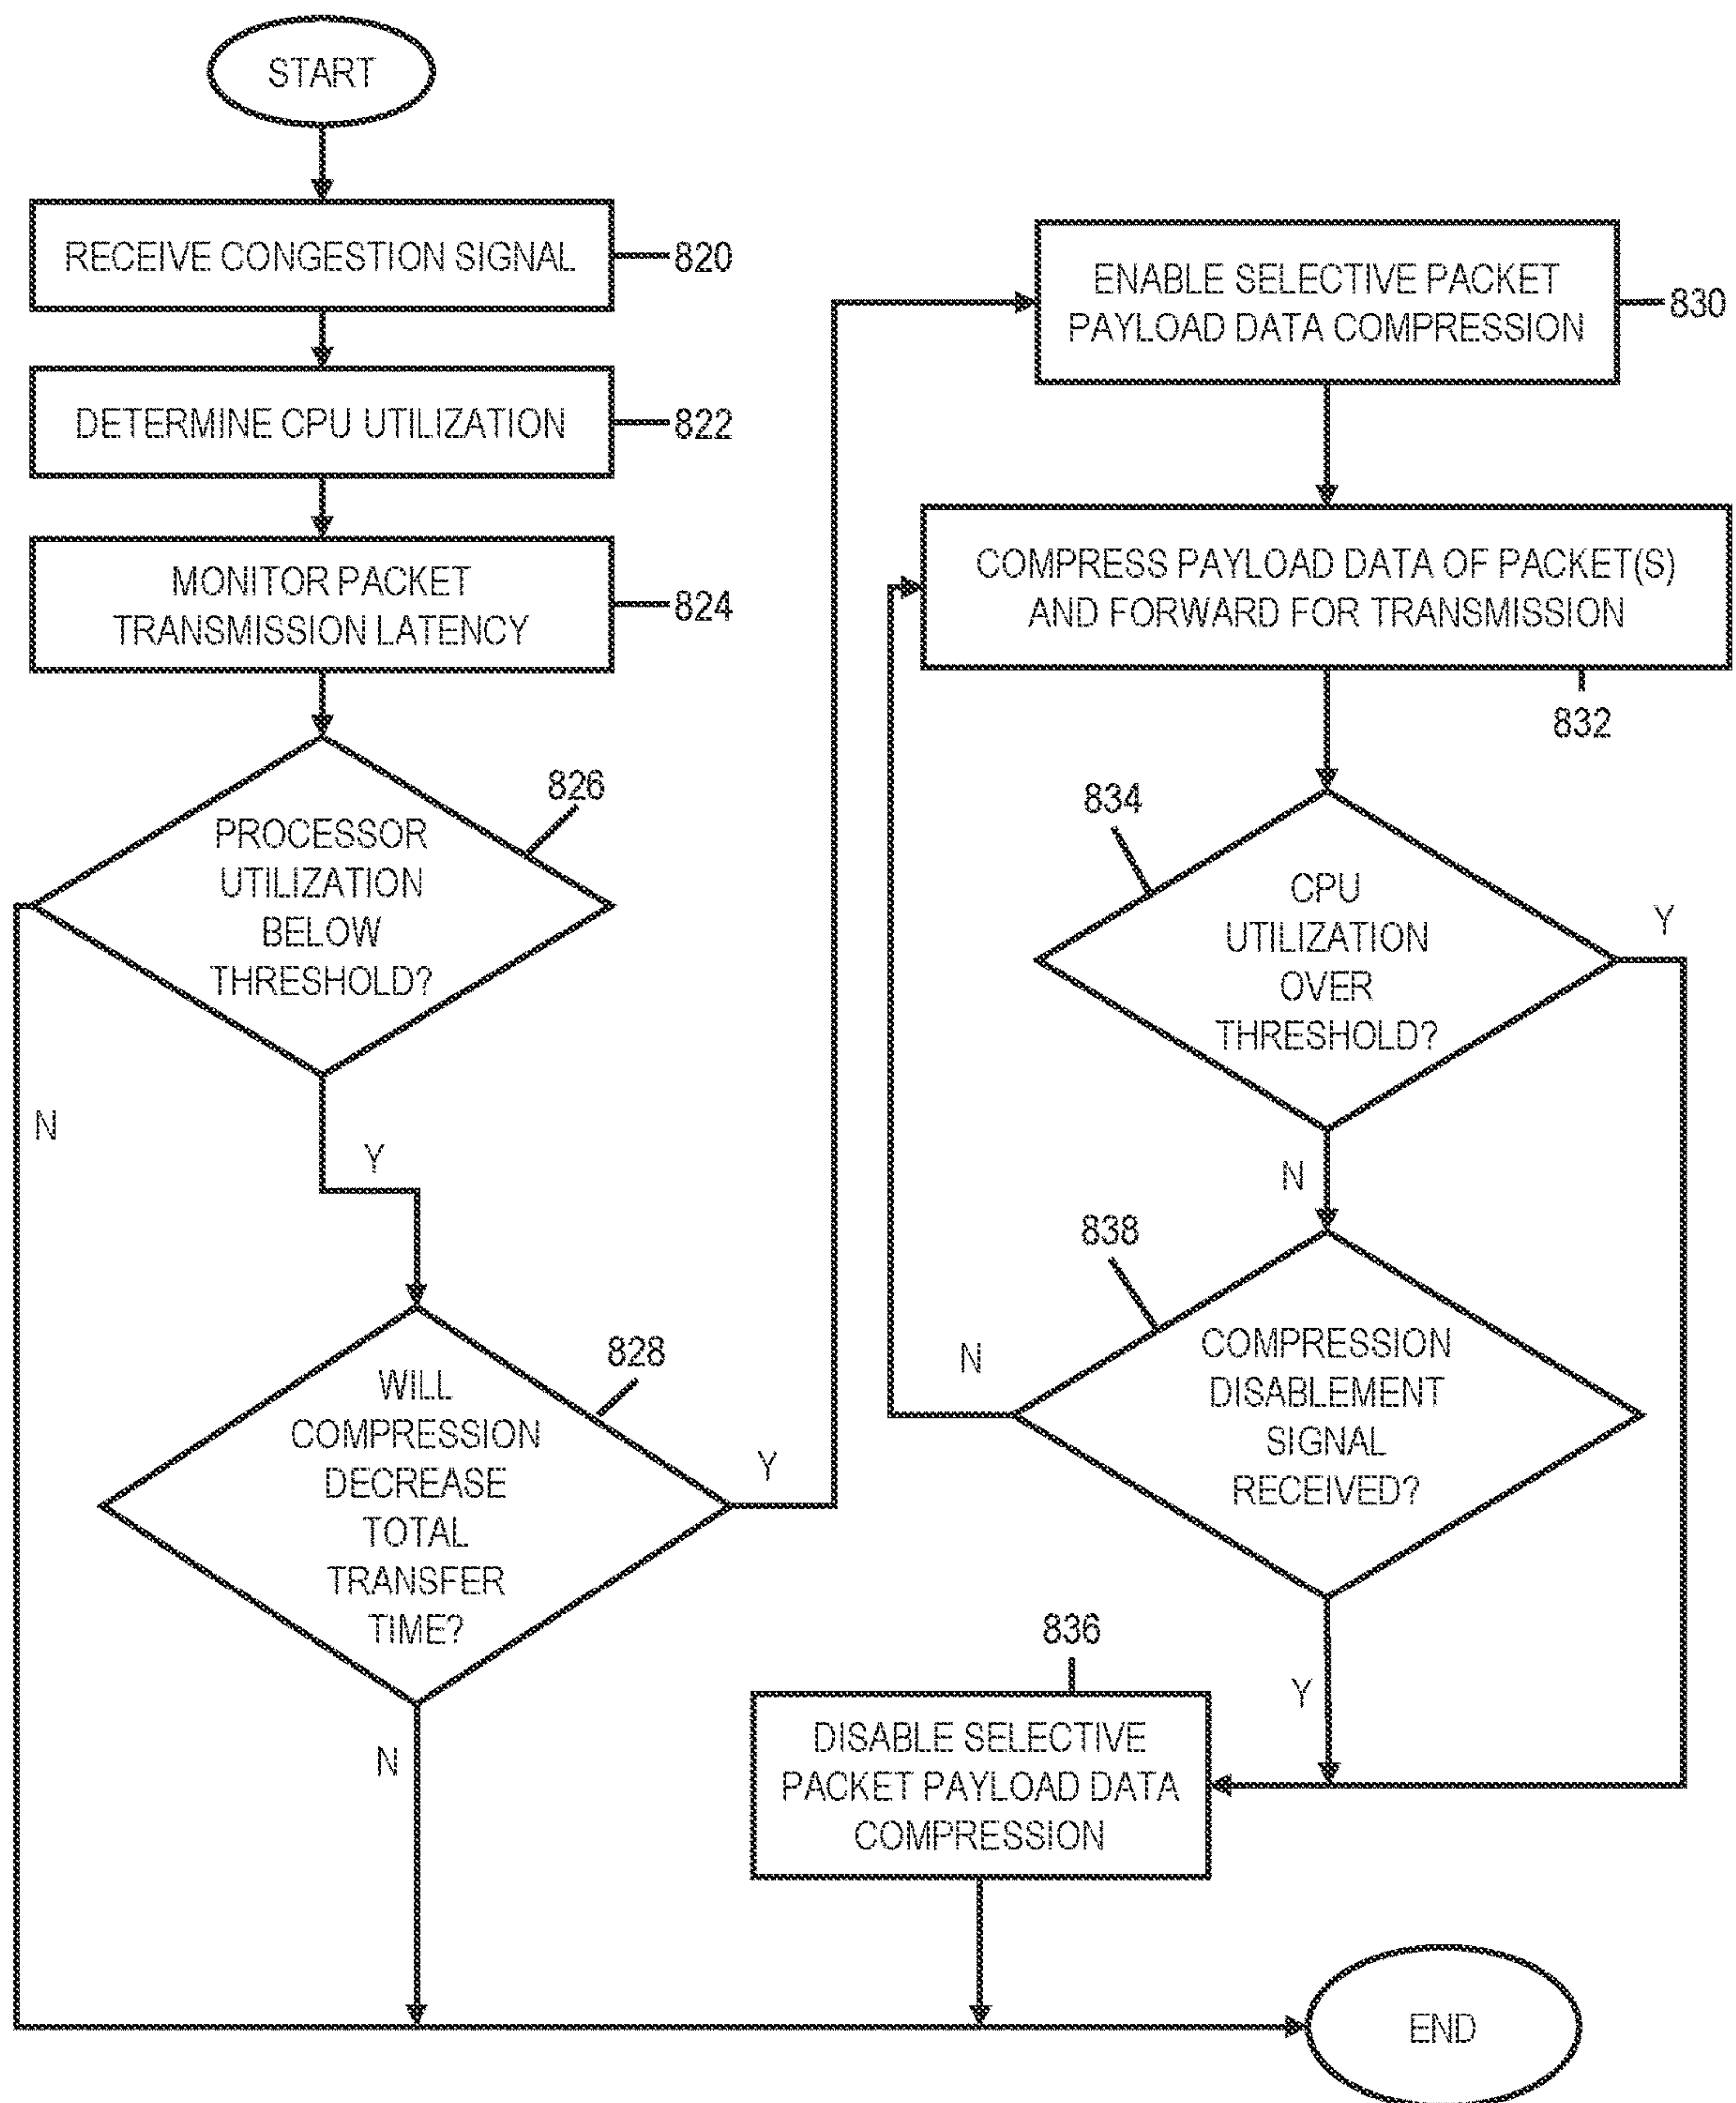 START
RECEIVE CONGESTION SIGNAL
820
DETERMINE CPU UTILIZATION
822
MONITOR PACKET
TRANSMISSION LATENCY
824
826
PROCESSOR
UTILIZATION
BELOW
THRESHOLD?
N
Y
828
WILL
COMPRESSION
DECREASE
TOTAL
TRANSFER
TIME?
Y
N
ENABLE SELECTIVE PACKET
PAYLOAD DATA COMPRESSION
830
COMPRESS PAYLOAD DATA OF PACKET(S)
AND FORWARD FOR TRANSMISSION
832
834
CPU
UTILIZATION
OVER
THRESHOLD?
Y
N
838
COMPRESSION
DISABLEMENT
SIGNAL
RECEIVED?
N
Y
836
DISABLE SELECTIVE
PACKET PAYLOAD DATA
COMPRESSION
END